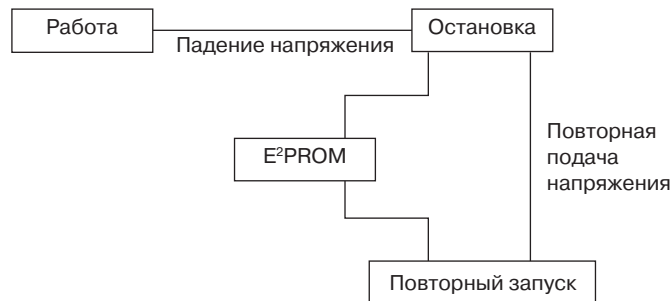 Работа
Остановка
Падение напряжения
E²PROM
Повторная
подача
напряжения
Повторный запуск